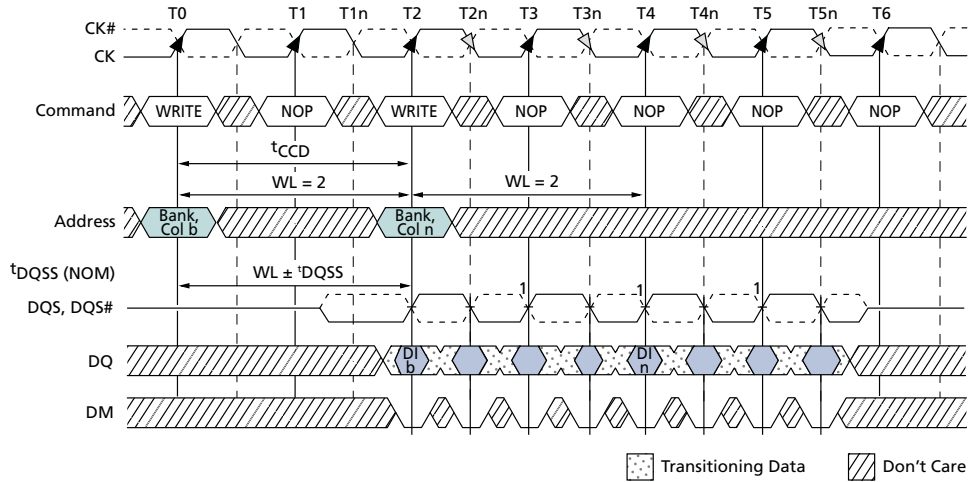 T0 T1 T1n T2 T2n T3 T3n T4 T4n T5 T5n T6
CK#
CK
Command WRITE NOP WRITE NOP NOP NOP NOP
tCCD
WL = 2 WL = 2
Address Bank, Col b Bank, Col n
tDQSS (NOM)
WL ± tDQSS
1 1 1
DQS, DQS#
DQ DI b DI n
DM
Transitioning Data Don't Care